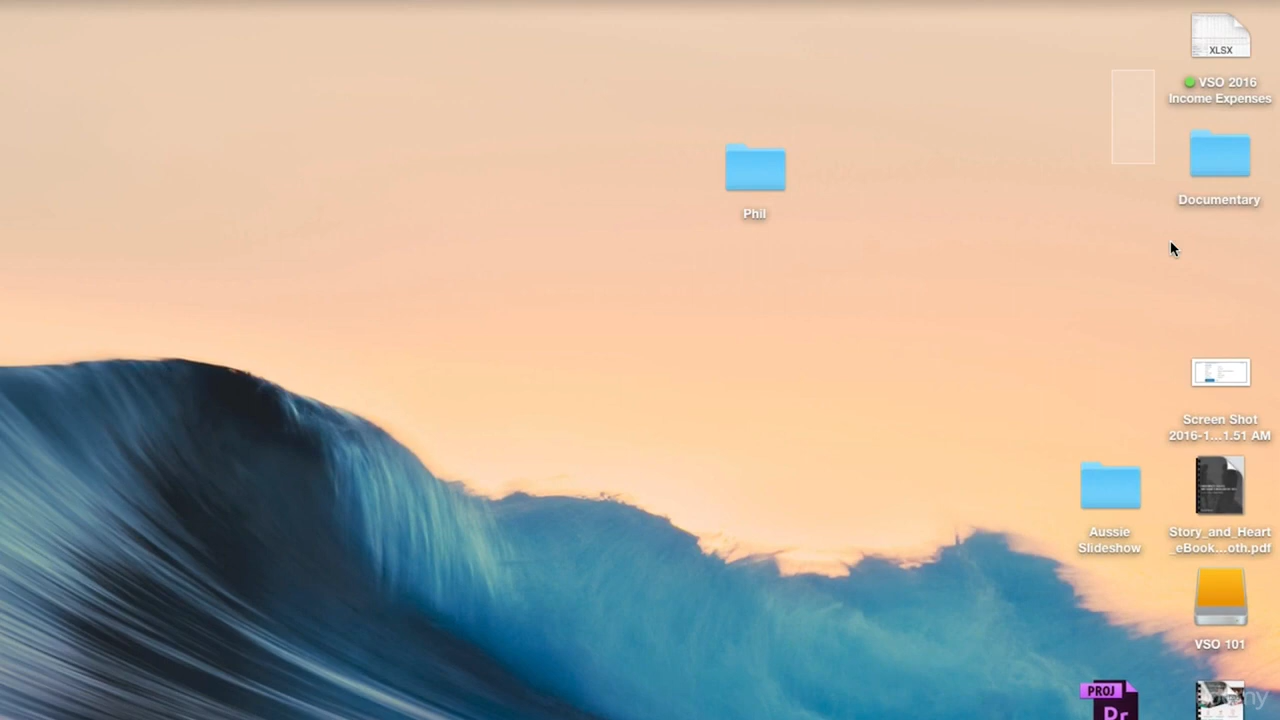 XLSX
VSO 2016
Income Expenses
Documentary
Phil
Screen Shot
2016-1...1.51 AM
Aussie
Slideshow
Story_and_Heart
_eBook...oth.pdf
VSO 101
PROJ
Pr